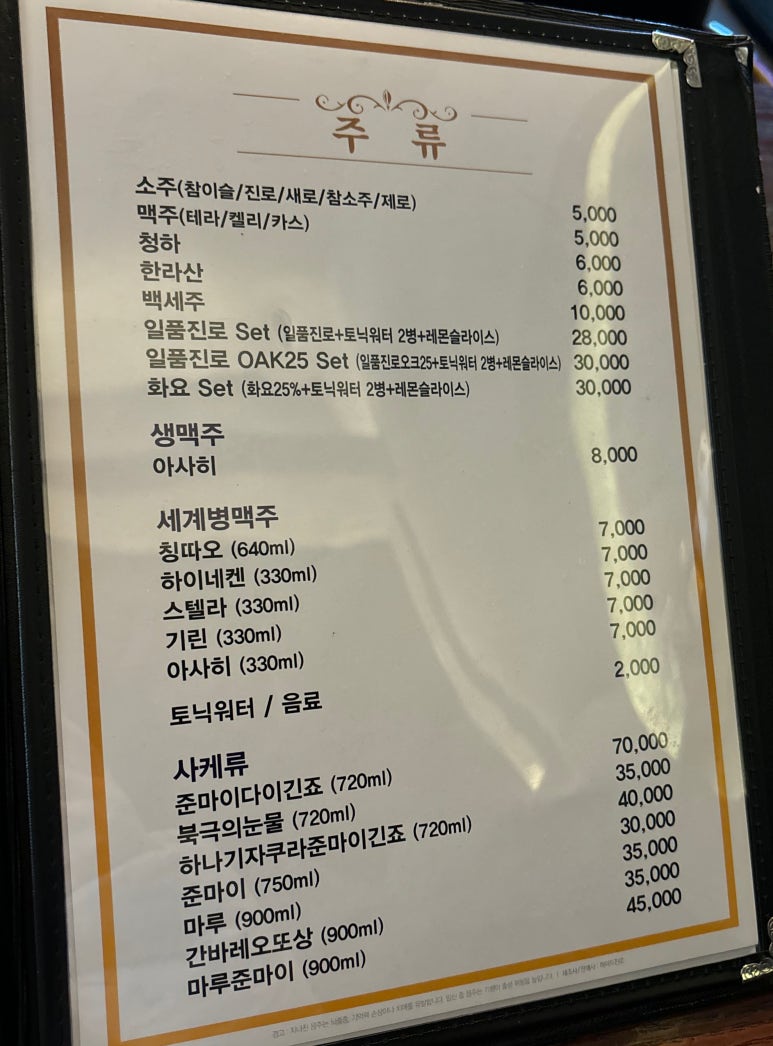 주 류
소주(참이슬/진로/새로/참소주/제로) 5,000
맥주(테라/켈리/카스) 5,000
청하 6,000
한라산 6,000
백세주 10,000
일품진로 Set (일품진로+토닉워터 2병+레몬슬라이스) 28,000
일품진로 OAK25 Set (일품진로오크25+토닉워터 2병+레몬슬라이스) 30,000
화요 Set (화요25%+토닉워터 2병+레몬슬라이스) 30,000
생맥주
아사히 8,000
세계병맥주
칭따오 (640ml) 7,000
하이네켄 (330ml) 7,000
스텔라 (330ml) 7,000
기린 (330ml) 7,000
아사히 (330ml) 7,000
토닉워터 / 음료 2,000
사케류
준마이다이긴죠 (720ml) 70,000
북극의눈물 (720ml) 35,000
하나기자쿠라준마이긴죠 (720ml) 40,000
준마이 (750ml) 30,000
마루 (900ml) 35,000
간바레오또상 (900ml) 35,000
마루준마이 (900ml) 45,000
경고 : 지나친 음주는